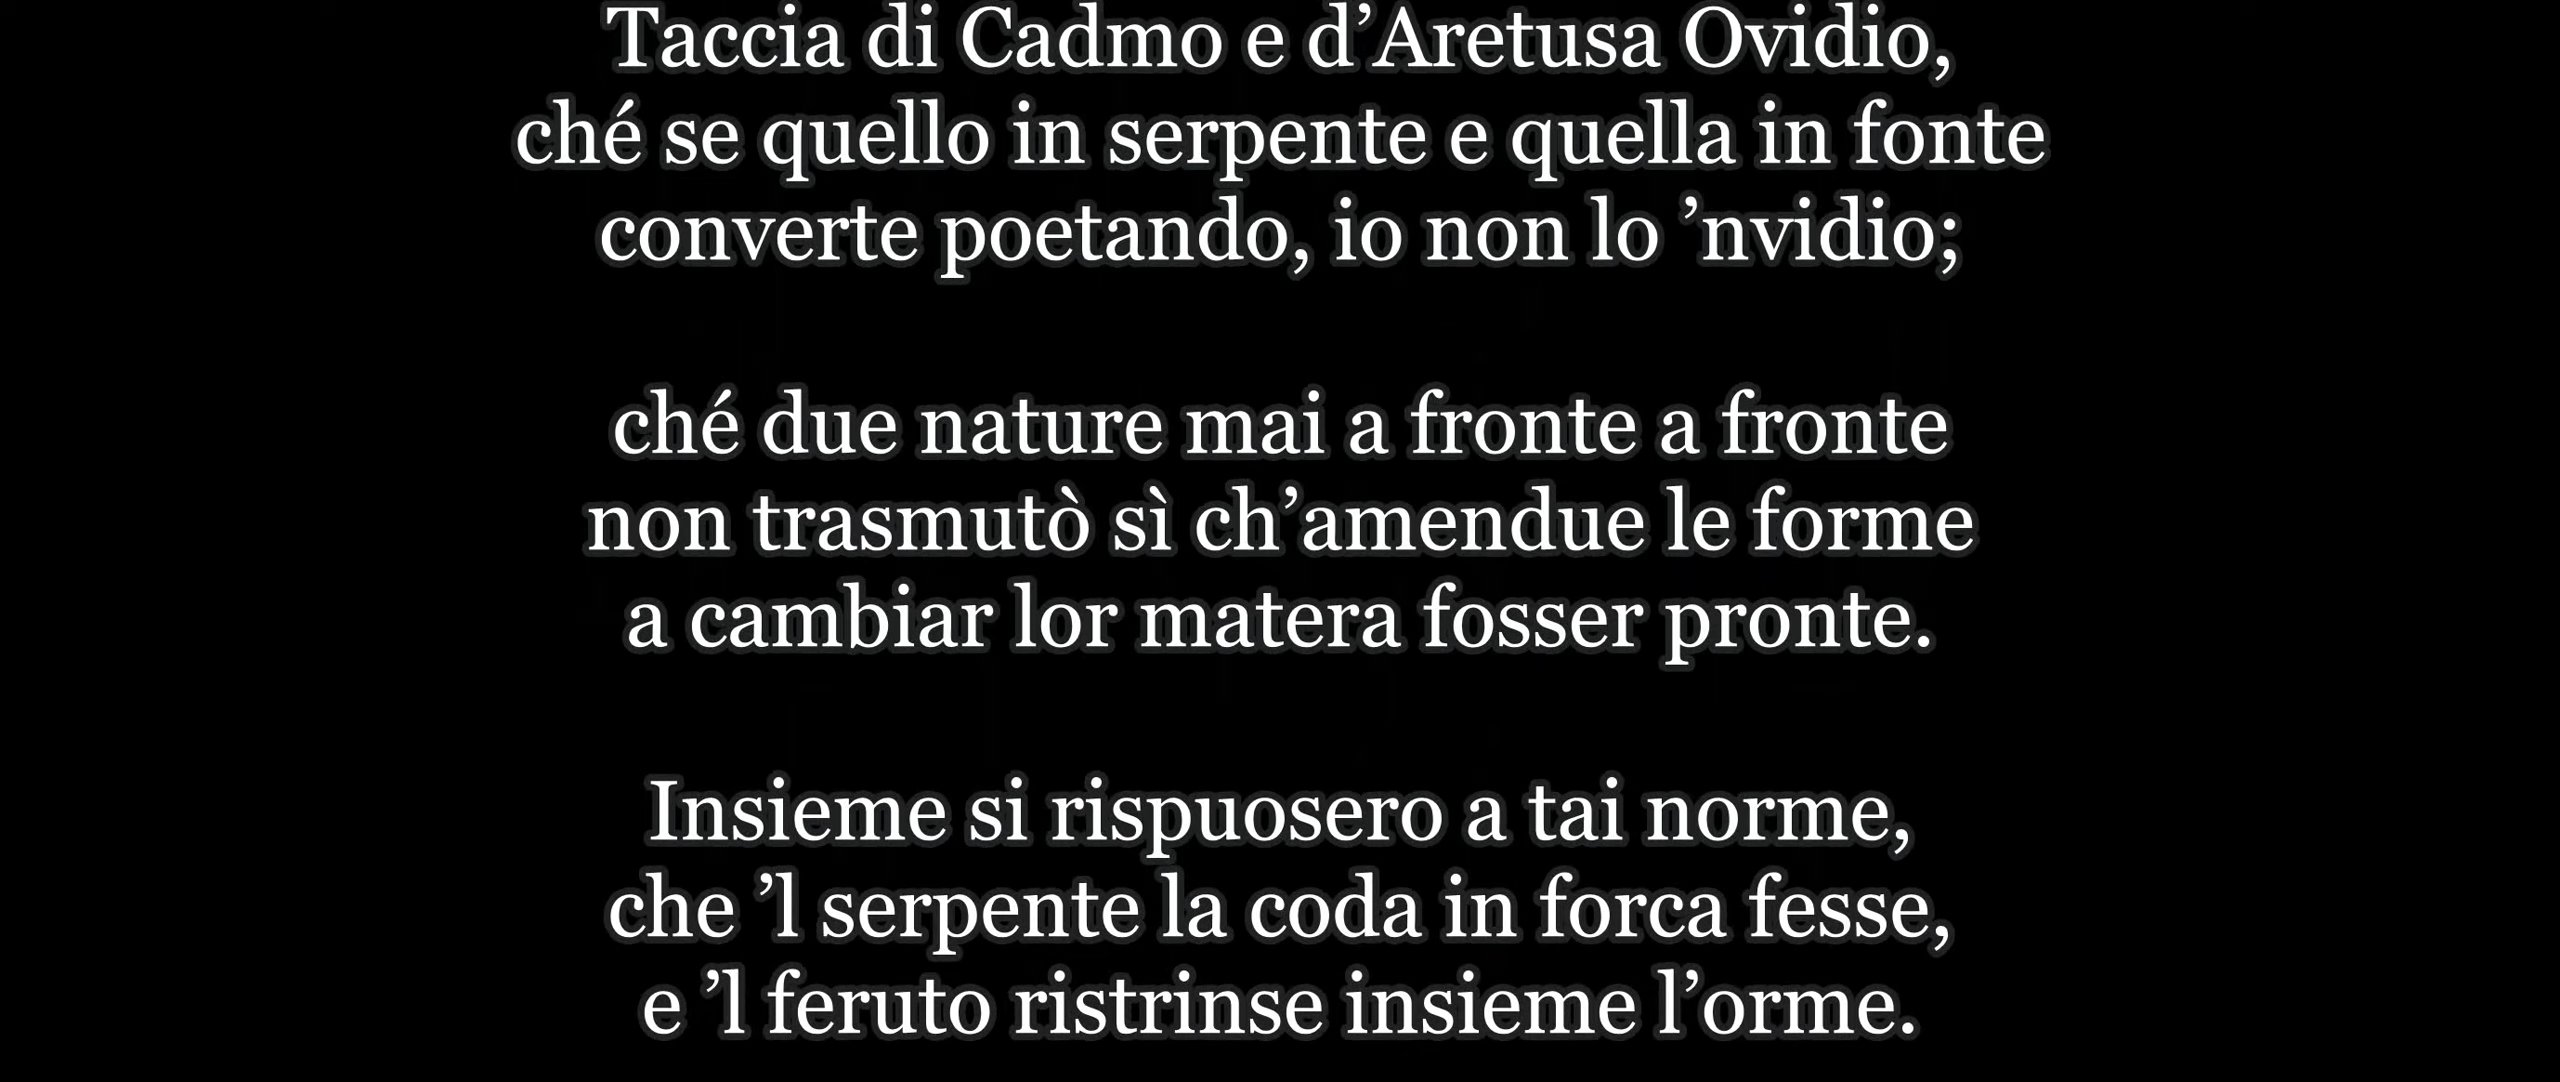 Taccia di Cadmo e d’Aretusa Ovidio,
ché se quello in serpente e quella in fonte
converte poetando, io non lo ’nvidio;
ché due nature mai a fronte a fronte
non trasmutò sì ch’amendue le forme
a cambiar lor matera fosser pronte.
Insieme si rispuosero a tai norme,
che ’l serpente la coda in forca fesse,
e ’l feruto ristrinse insieme l’orme.